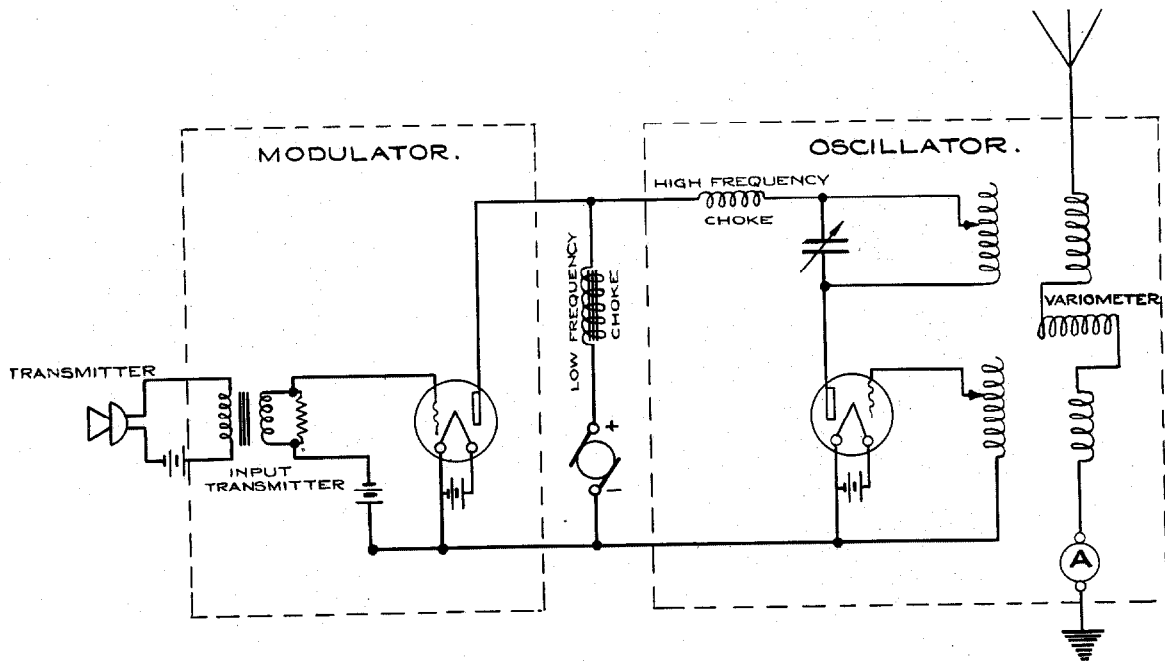 MODULATOR.
OSCILLATOR.
HIGH FREQUENCY
CHOKE
LOW FREQUENCY
CHOKE
VARIOMETER
TRANSMITTER
INPUT
TRANSMITTER
+
−
A